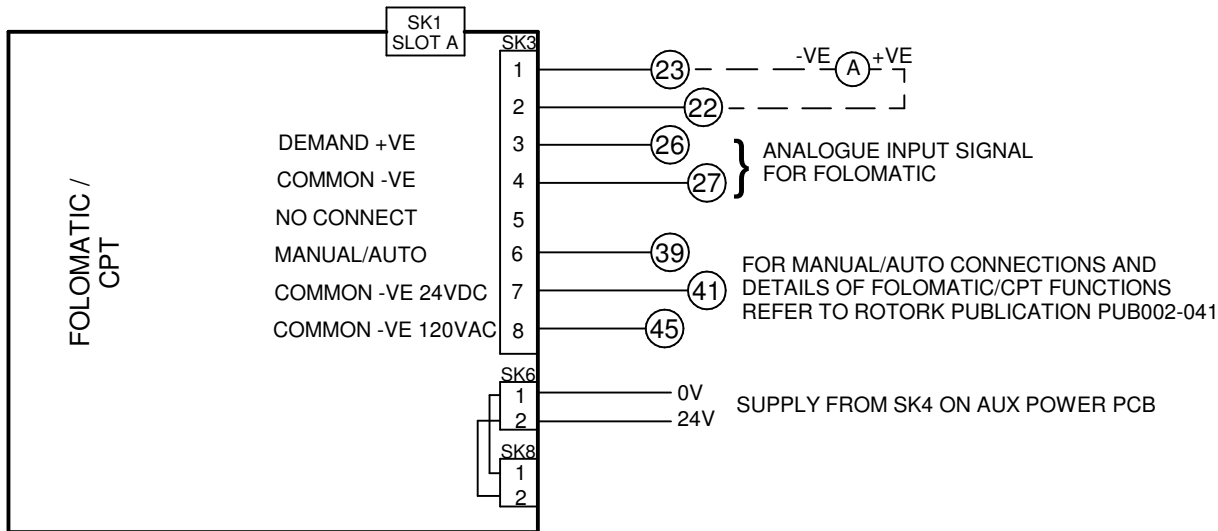 SK1
SLOT A
SK3
1
23
-VE
A
+VE
2
22
DEMAND +VE
3
26
COMMON -VE
4
27
} ANALOGUE INPUT SIGNAL
FOR FOLOMATIC
NO CONNECT
5
MANUAL/AUTO
6
39
COMMON -VE 24VDC
7
41
COMMON -VE 120VAC
8
45
FOR MANUAL/AUTO CONNECTIONS AND
DETAILS OF FOLOMATIC/CPT FUNCTIONS
REFER TO ROTORK PUBLICATION PUB002-041
FOLOMATIC /
CPT
SK6
1
0V
2
24V
SUPPLY FROM SK4 ON AUX POWER PCB
SK8
1
2